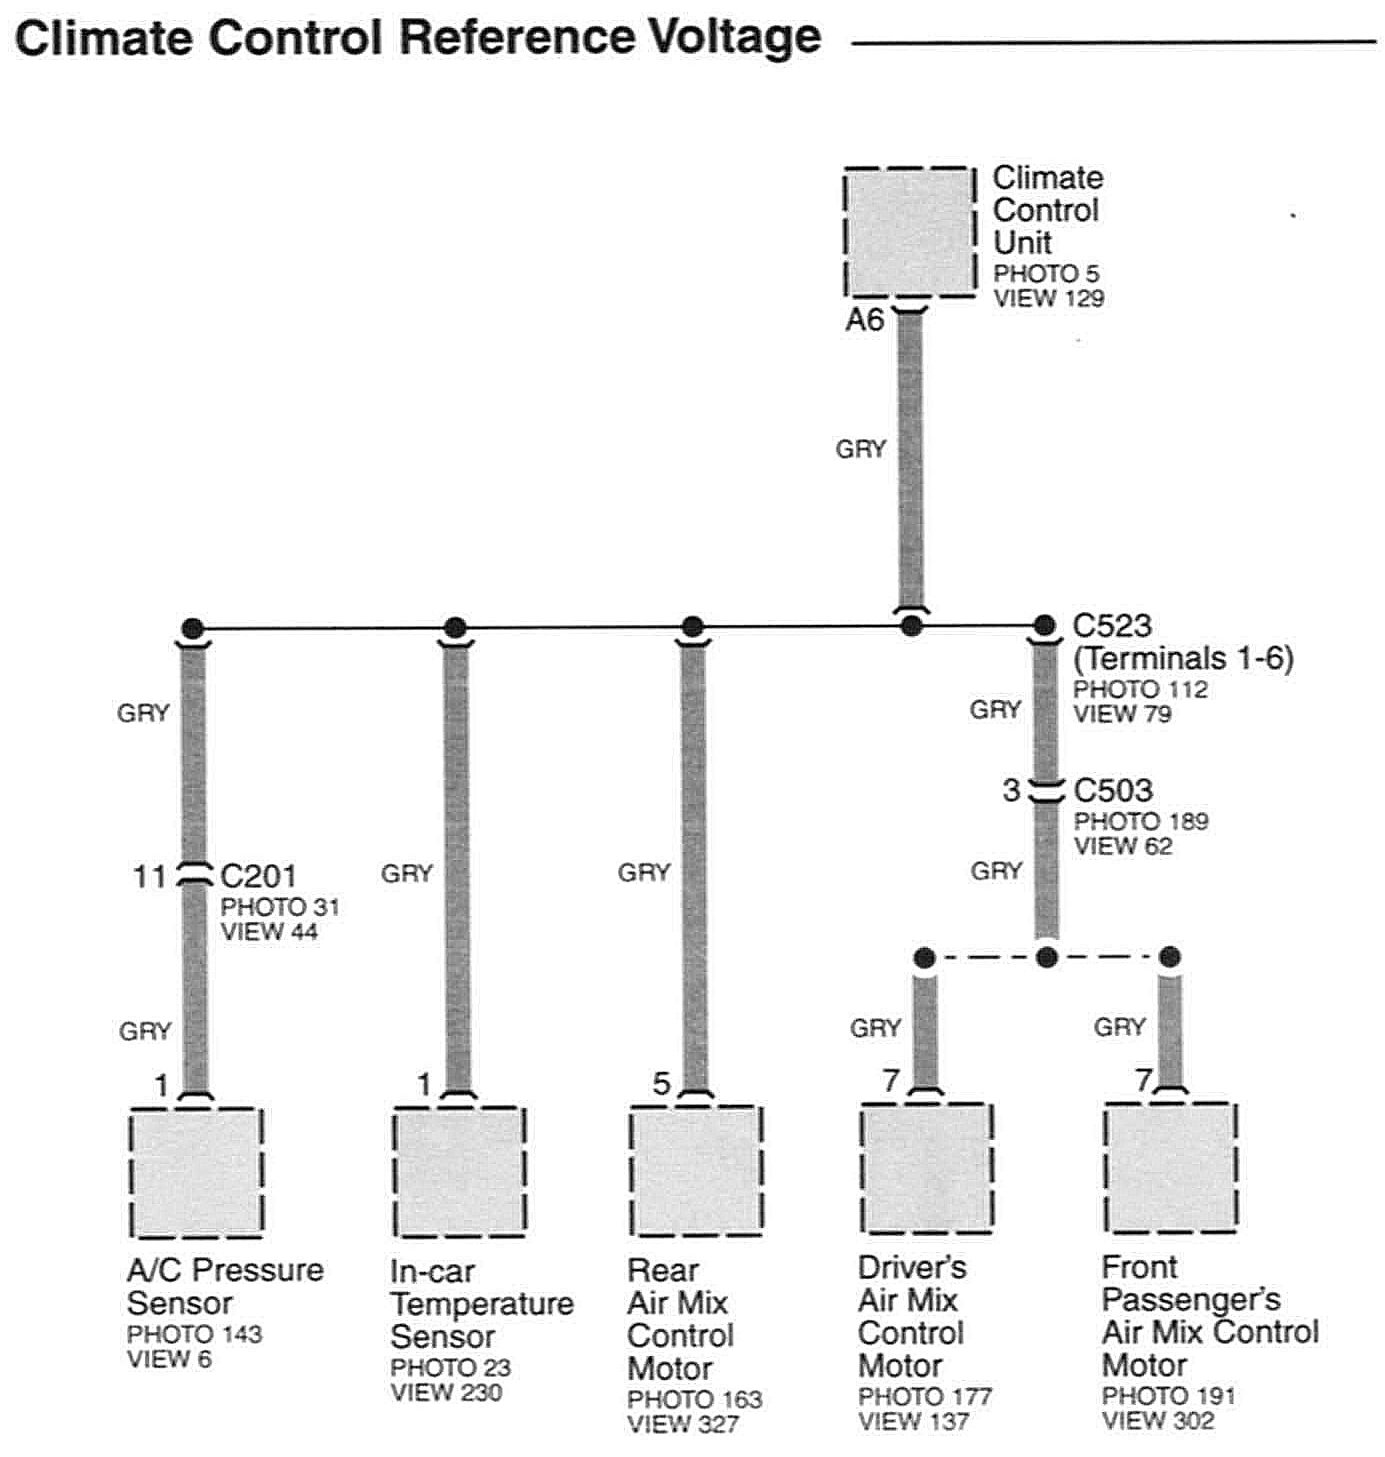 Climate Control Reference Voltage
Climate
Control
Unit
PHOTO 5
VIEW 129
A6
GRY
C523
(Terminals 1-6)
PHOTO 112
VIEW 79
GRY
GRY
3
C503
PHOTO 189
VIEW 62
11
C201
PHOTO 31
VIEW 44
GRY
GRY
GRY
GRY
GRY
GRY
1
1
5
7
7
A/C Pressure
Sensor
PHOTO 143
VIEW 6
In-car
Temperature
Sensor
PHOTO 23
VIEW 230
Rear
Air Mix
Control
Motor
PHOTO 163
VIEW 327
Driver's
Air Mix
Control
Motor
PHOTO 177
VIEW 137
Front
Passenger's
Air Mix Control
Motor
PHOTO 191
VIEW 302